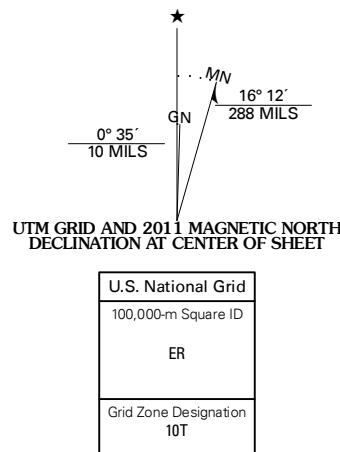 ★
MN
GN
16° 12´
288 MILS
0° 35´
10 MILS
UTM GRID AND 2011 MAGNETIC NORTH
DECLINATION AT CENTER OF SHEET
U.S. National Grid
100,000-m Square ID
ER
Grid Zone Designation
10T